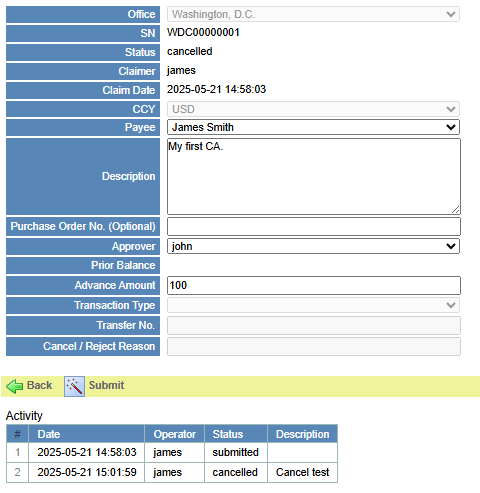 Office Washington, D.C.
SN WDC00000001
Status cancelled
Claimer james
Claim Date 2025-05-21 14:58:03
CCY USD
Payee James Smith
Description My first CA.
Purchase Order No. (Optional)
Approver john
Prior Balance
Advance Amount 100
Transaction Type
Transfer No.
Cancel / Reject Reason
Back Submit
Activity
# Date Operator Status Description
1 2025-05-21 14:58:03 james submitted
2 2025-05-21 15:01:59 james cancelled Cancel test